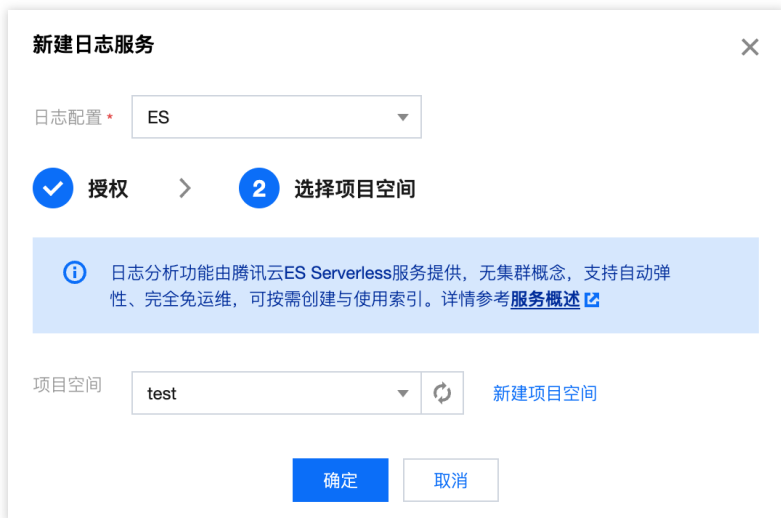 新建日志服务
日志配置 * ES
授权 2 选择项目空间
日志分析功能由腾讯云ES Serverless服务提供，无集群概念，支持自动弹
性、完全免运维，可按需创建与使用索引。详情参考服务概述
项目空间 test 新建项目空间
确定 取消